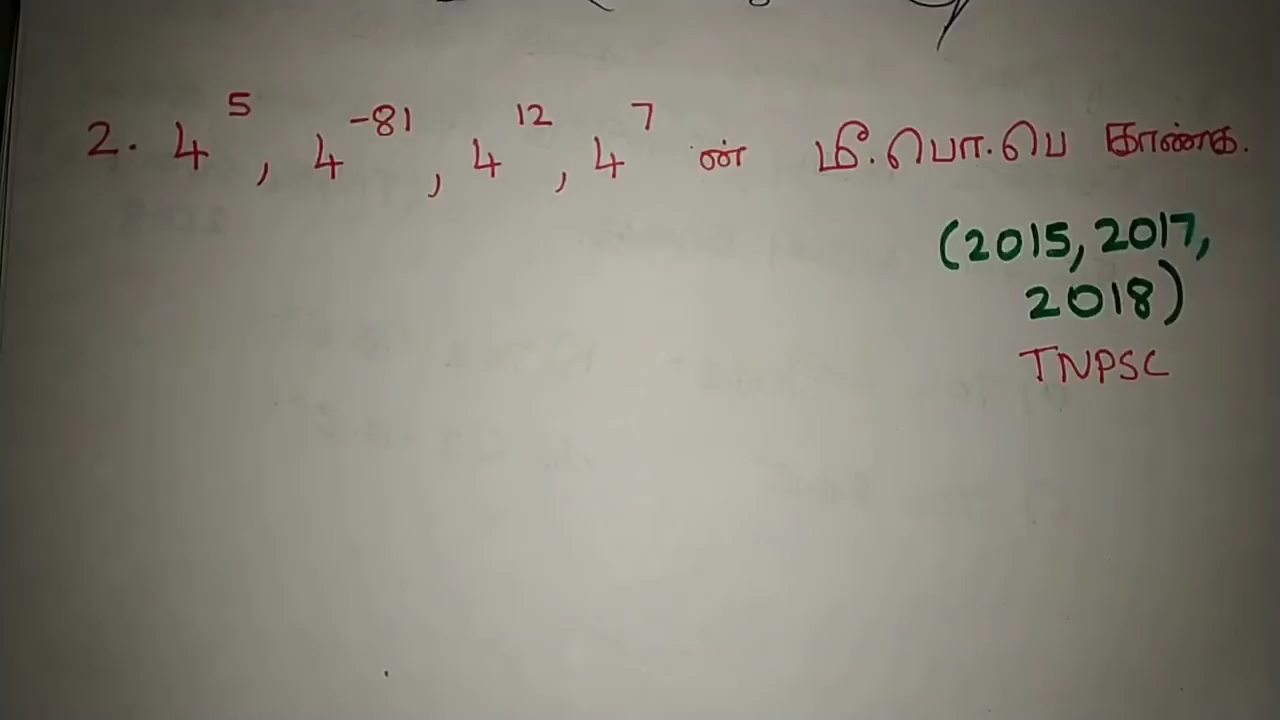 2. 4^5, 4^-81, 4^12, 4^7 ன் மீ.பொ.பெ காண்க.
(2015, 2017,
2018)
TNPSC